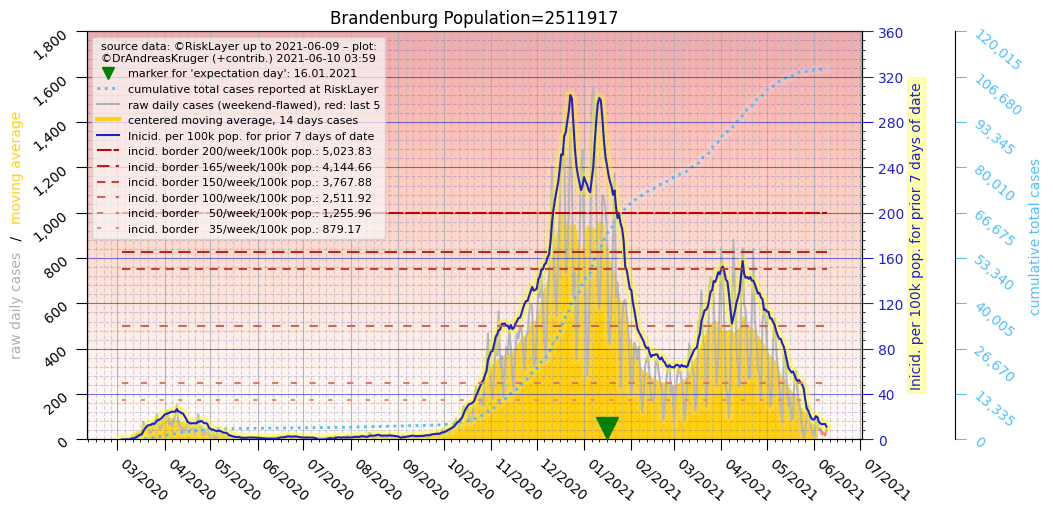 Brandenburg Population=2511917
source data: ©RiskLayer up to 2021-06-09 – plot:
©DrAndreasKruger (+contrib.) 2021-06-10 03:59
marker for 'expectation day': 16.01.2021
cumulative total cases reported at RiskLayer
raw daily cases (weekend-flawed), red: last 5
centered moving average, 14 days cases
Inicid. per 100k pop. for prior 7 days of date
incid. border 200/week/100k pop.: 5,023.83
incid. border 165/week/100k pop.: 4,144.66
incid. border 150/week/100k pop.: 3,767.88
incid. border 100/week/100k pop.: 2,511.92
incid. border   50/week/100k pop.: 1,255.96
incid. border   35/week/100k pop.: 879.17
raw daily cases / moving average
1,800
1,600
1,400
1,200
1,000
800
600
400
200
0
03/2020
04/2020
05/2020
06/2020
07/2020
08/2020
09/2020
10/2020
11/2020
12/2020
01/2021
02/2021
03/2021
04/2021
05/2021
06/2021
07/2021
360
320
280
240
200
160
120
80
40
0
Inicid. per 100k pop. for prior 7 days of date
120,015
106,680
93,345
80,010
66,675
53,340
40,005
26,670
13,335
0
cumulative total cases